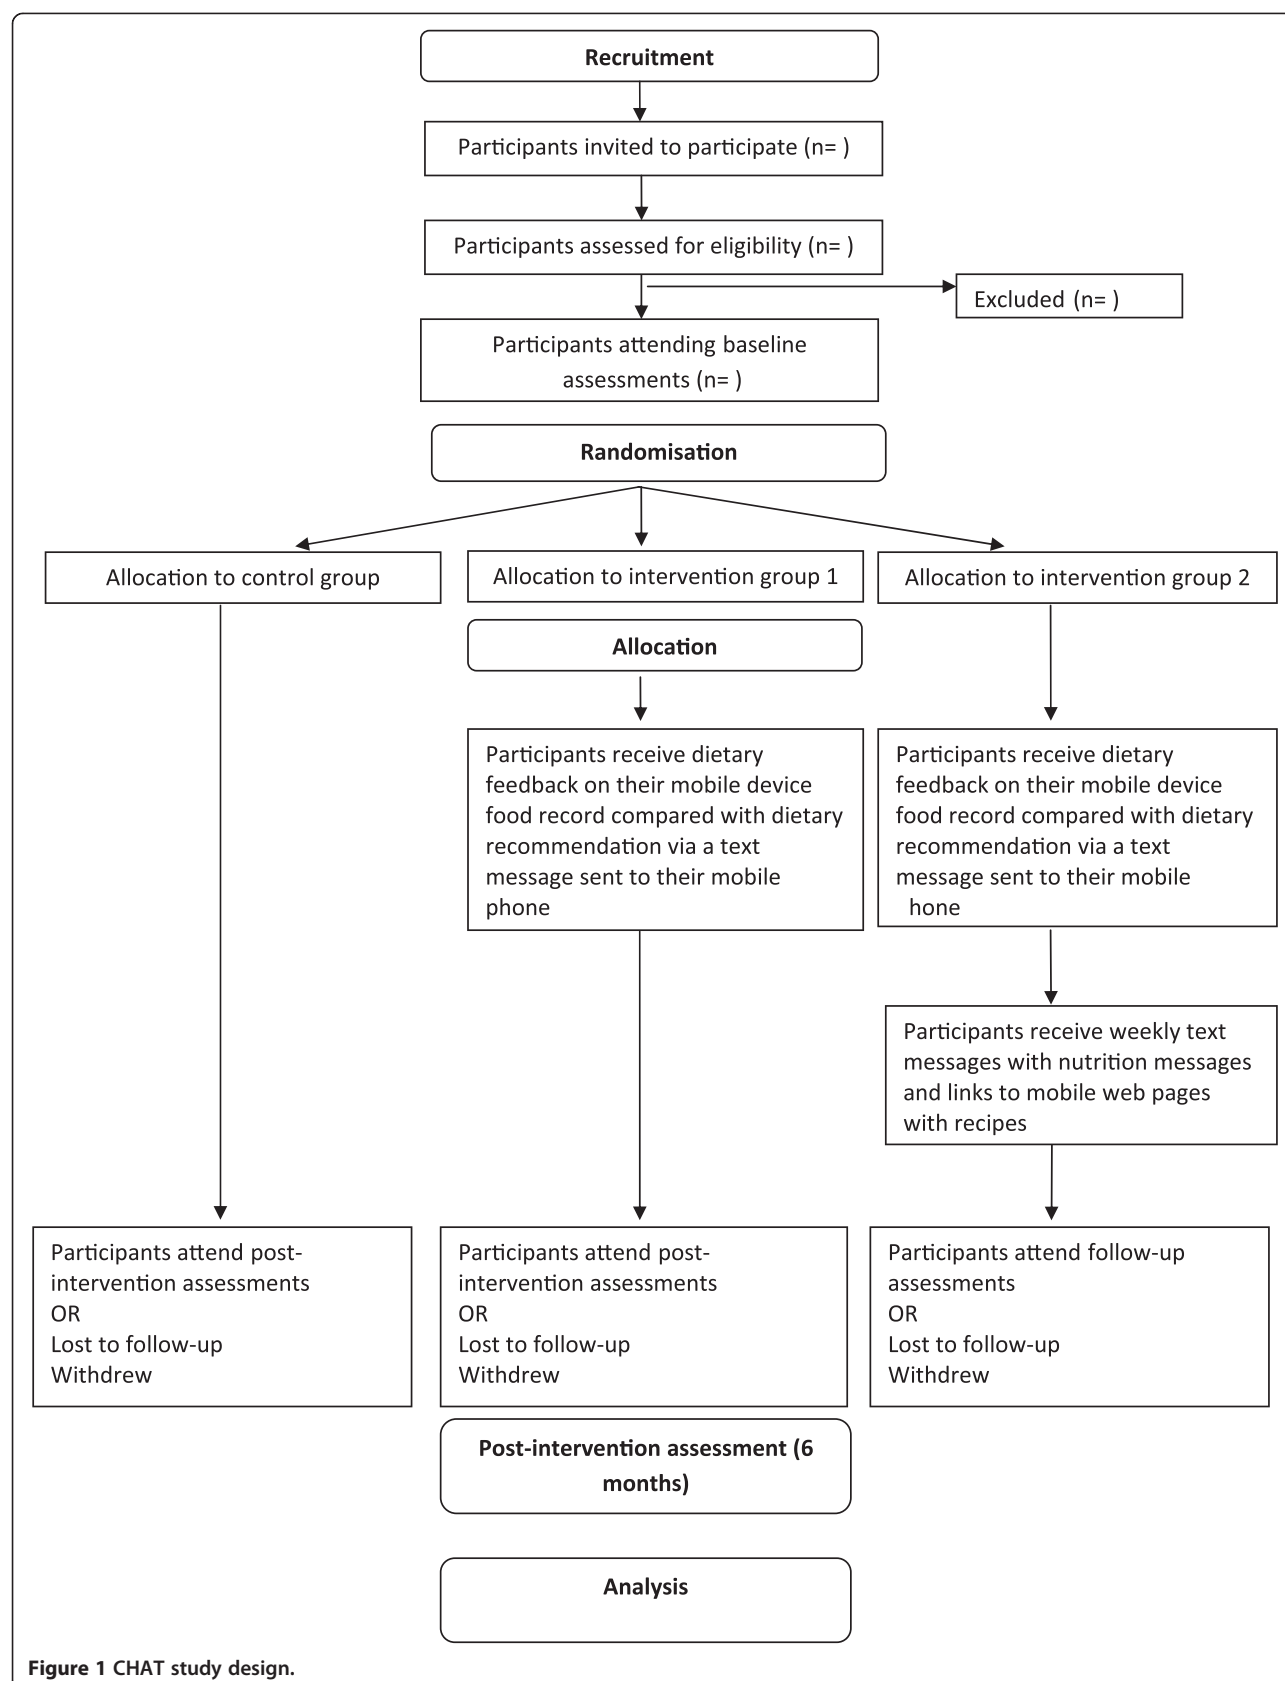 Recruitment
Participants invited to participate (n= )
Participants assessed for eligibility (n= )
Excluded (n= )
Participants attending baseline
assessments (n= )
Randomisation
Allocation to control group
Allocation to intervention group 1
Allocation to intervention group 2
Allocation
Participants receive dietary
feedback on their mobile device
food record compared with dietary
recommendation via a text
message sent to their mobile
phone
Participants receive dietary
feedback on their mobile device
food record compared with dietary
recommendation via a text
message sent to their mobile
hone
Participants receive weekly text
messages with nutrition messages
and links to mobile web pages
with recipes
Participants attend post-
intervention assessments
OR
Lost to follow-up
Withdrew
Participants attend post-
intervention assessments
OR
Lost to follow-up
Withdrew
Participants attend follow-up
assessments
OR
Lost to follow-up
Withdrew
Post-intervention assessment (6
months)
Analysis
Figure 1 CHAT study design.